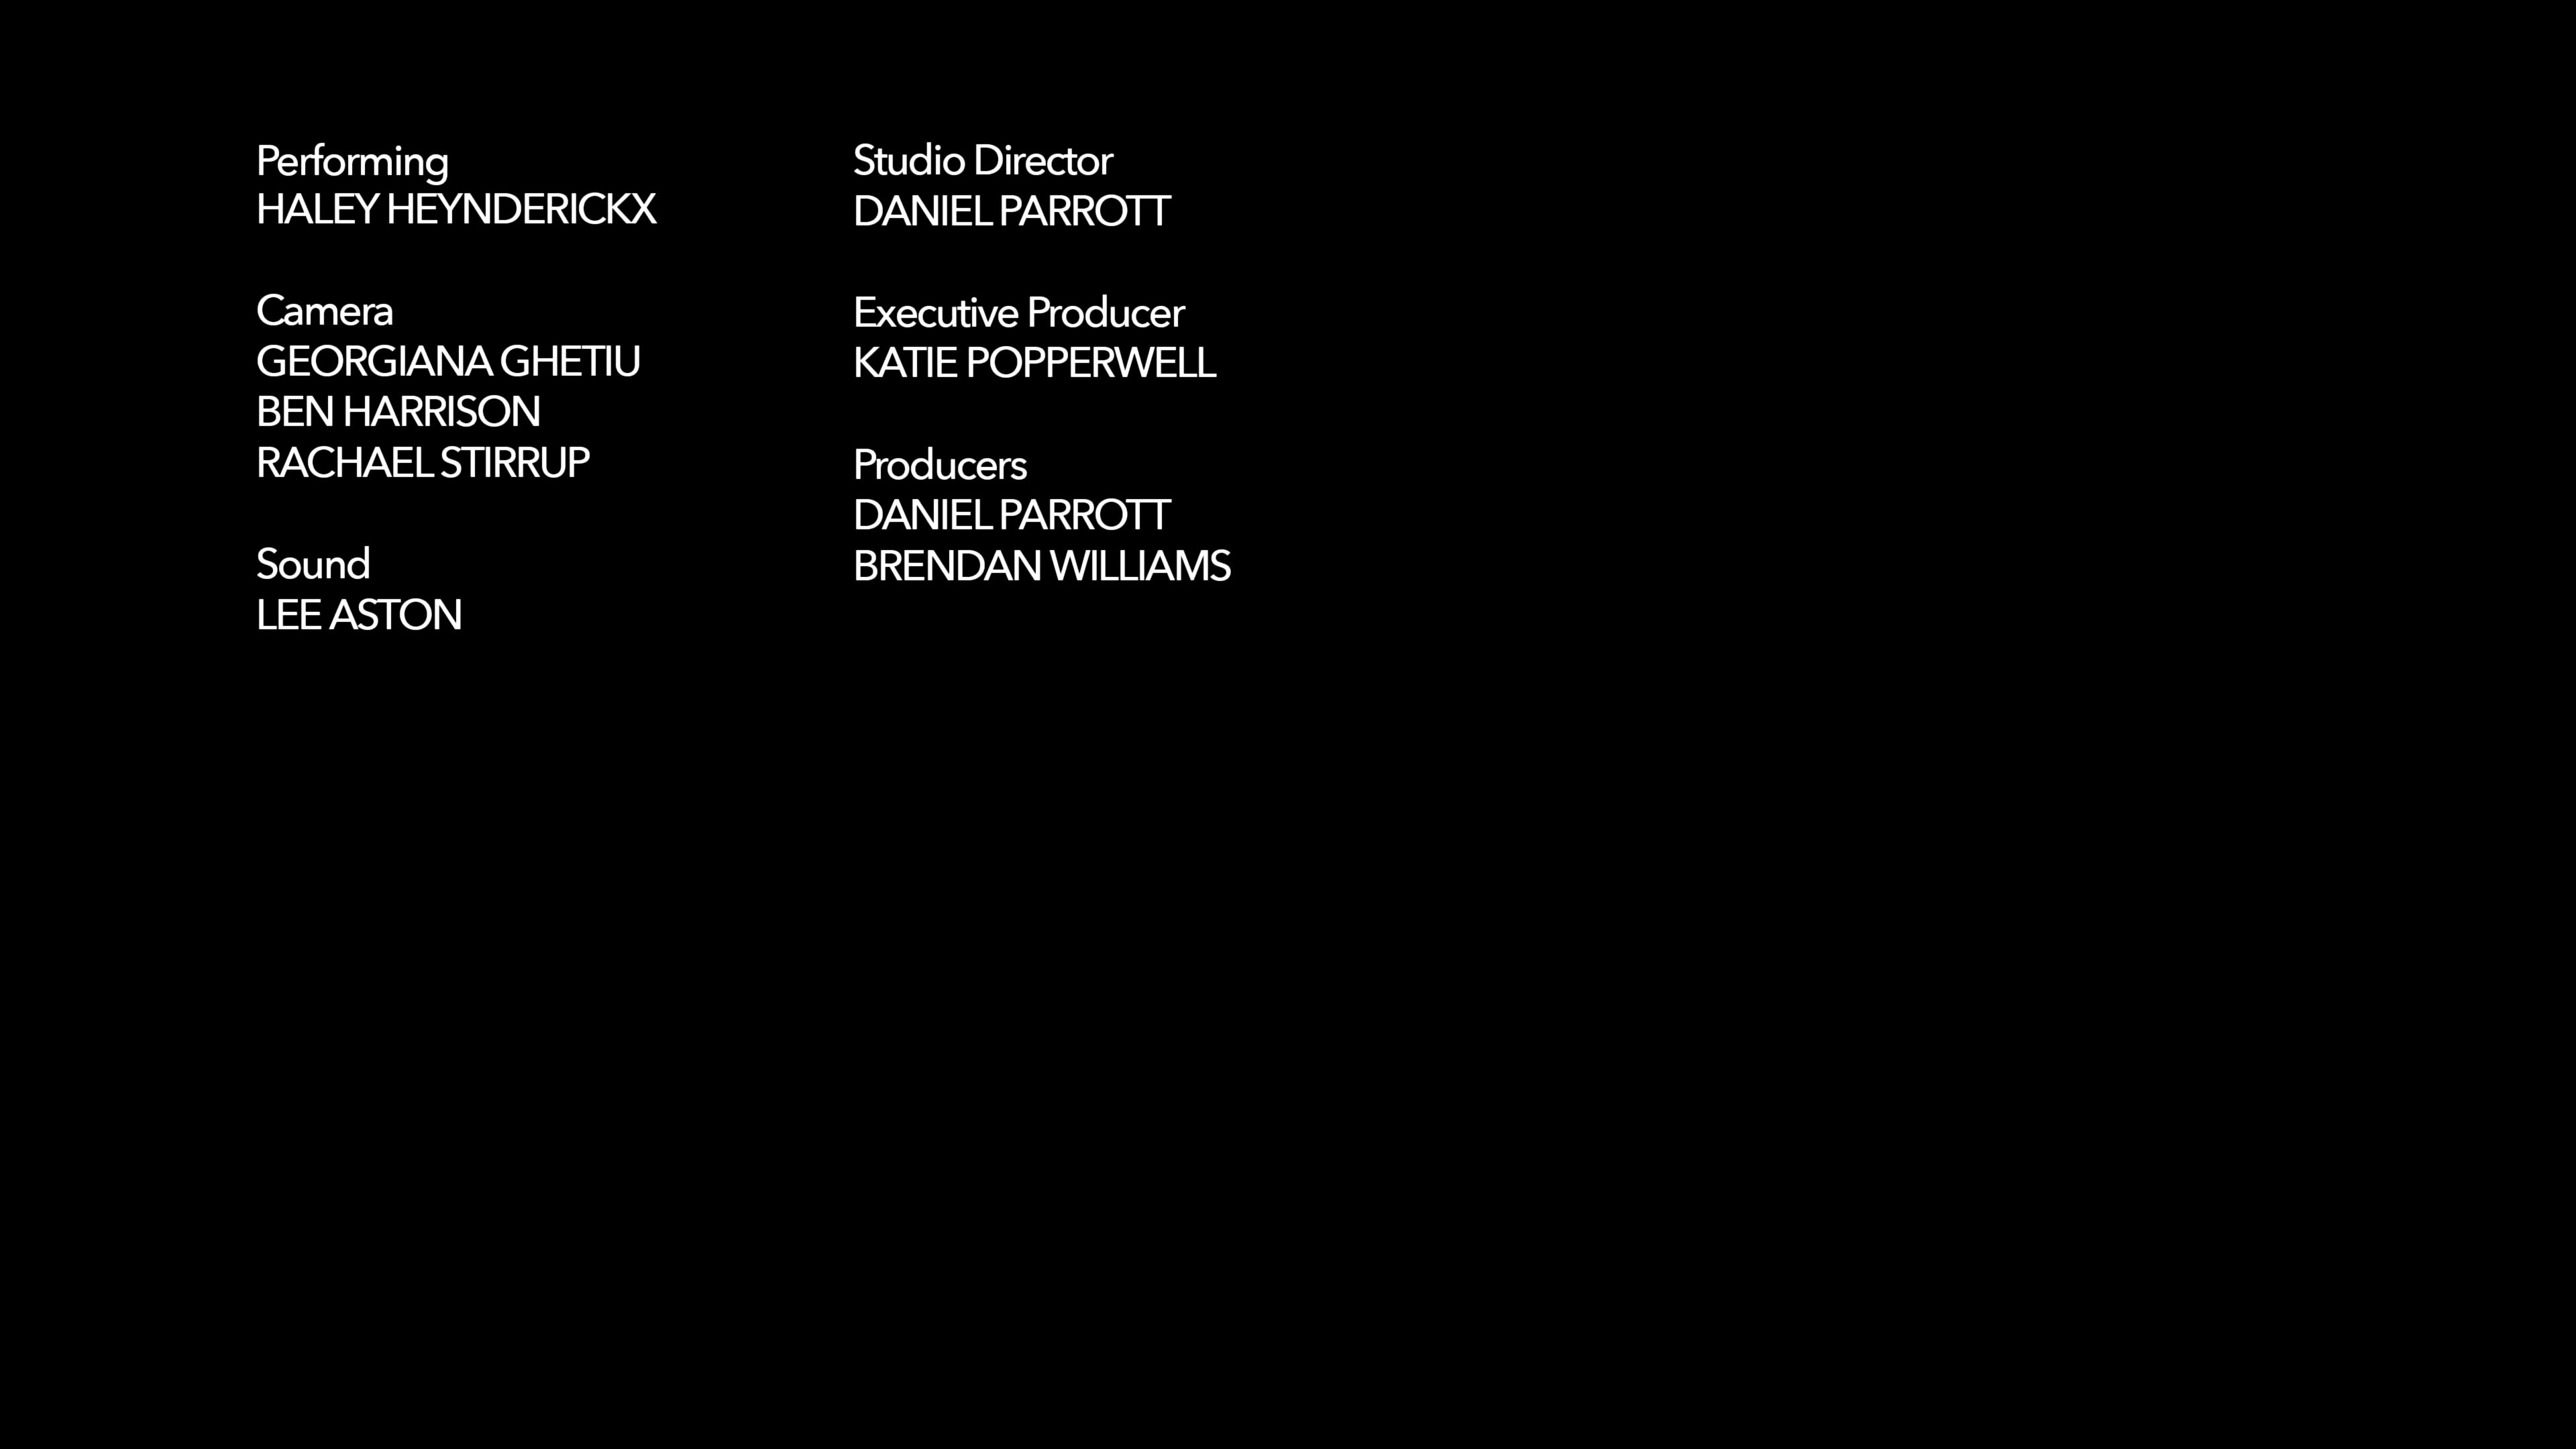 Performing
HALEY HEYNDERICKX
Camera
GEORGIANA GHETIU
BEN HARRISON
RACHAEL STIRRUP
Sound
LEE ASTON
Studio Director
DANIEL PARROTT
Executive Producer
KATIE POPPERWELL
Producers
DANIEL PARROTT
BRENDAN WILLIAMS